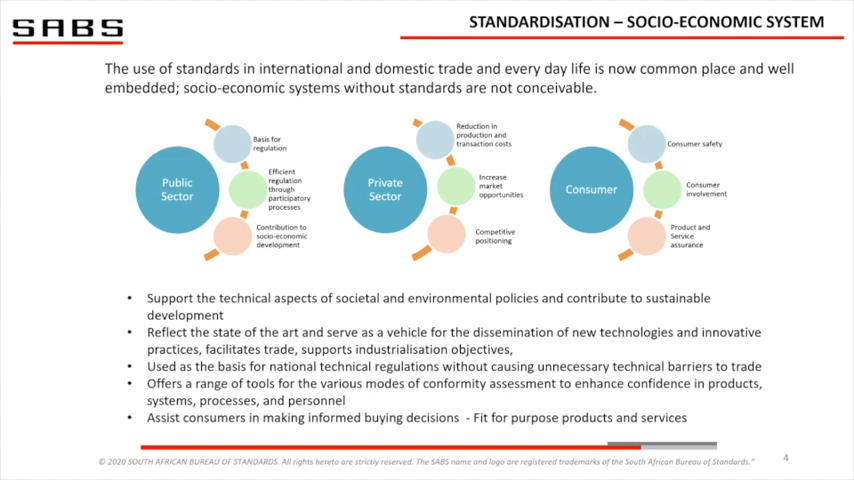 SABS
STANDARDISATION – SOCIO-ECONOMIC SYSTEM
The use of standards in international and domestic trade and every day life is now common place and well
embedded; socio-economic systems without standards are not conceivable.
Public
Sector
Basis for
regulation
Efficient
regulation
through
participatory
processes
Contribution to
socio-economic
development
Private
Sector
Reduction in
production and
transaction costs
Increase
market
opportunities
Competitive
positioning
Consumer
Consumer safety
Consumer
involvement
Product and
Service
assurance
• Support the technical aspects of societal and environmental policies and contribute to sustainable
development
• Reflect the state of the art and serve as a vehicle for the dissemination of new technologies and innovative
practices, facilitates trade, supports industrialisation objectives,
• Used as the basis for national technical regulations without causing unnecessary technical barriers to trade
• Offers a range of tools for the various modes of conformity assessment to enhance confidence in products,
systems, processes, and personnel
• Assist consumers in making informed buying decisions - Fit for purpose products and services
© 2020 SOUTH AFRICAN BUREAU OF STANDARDS. All rights hereto are strictly reserved. The SABS name and logo are registered trademarks of the South African Bureau of Standards."
4